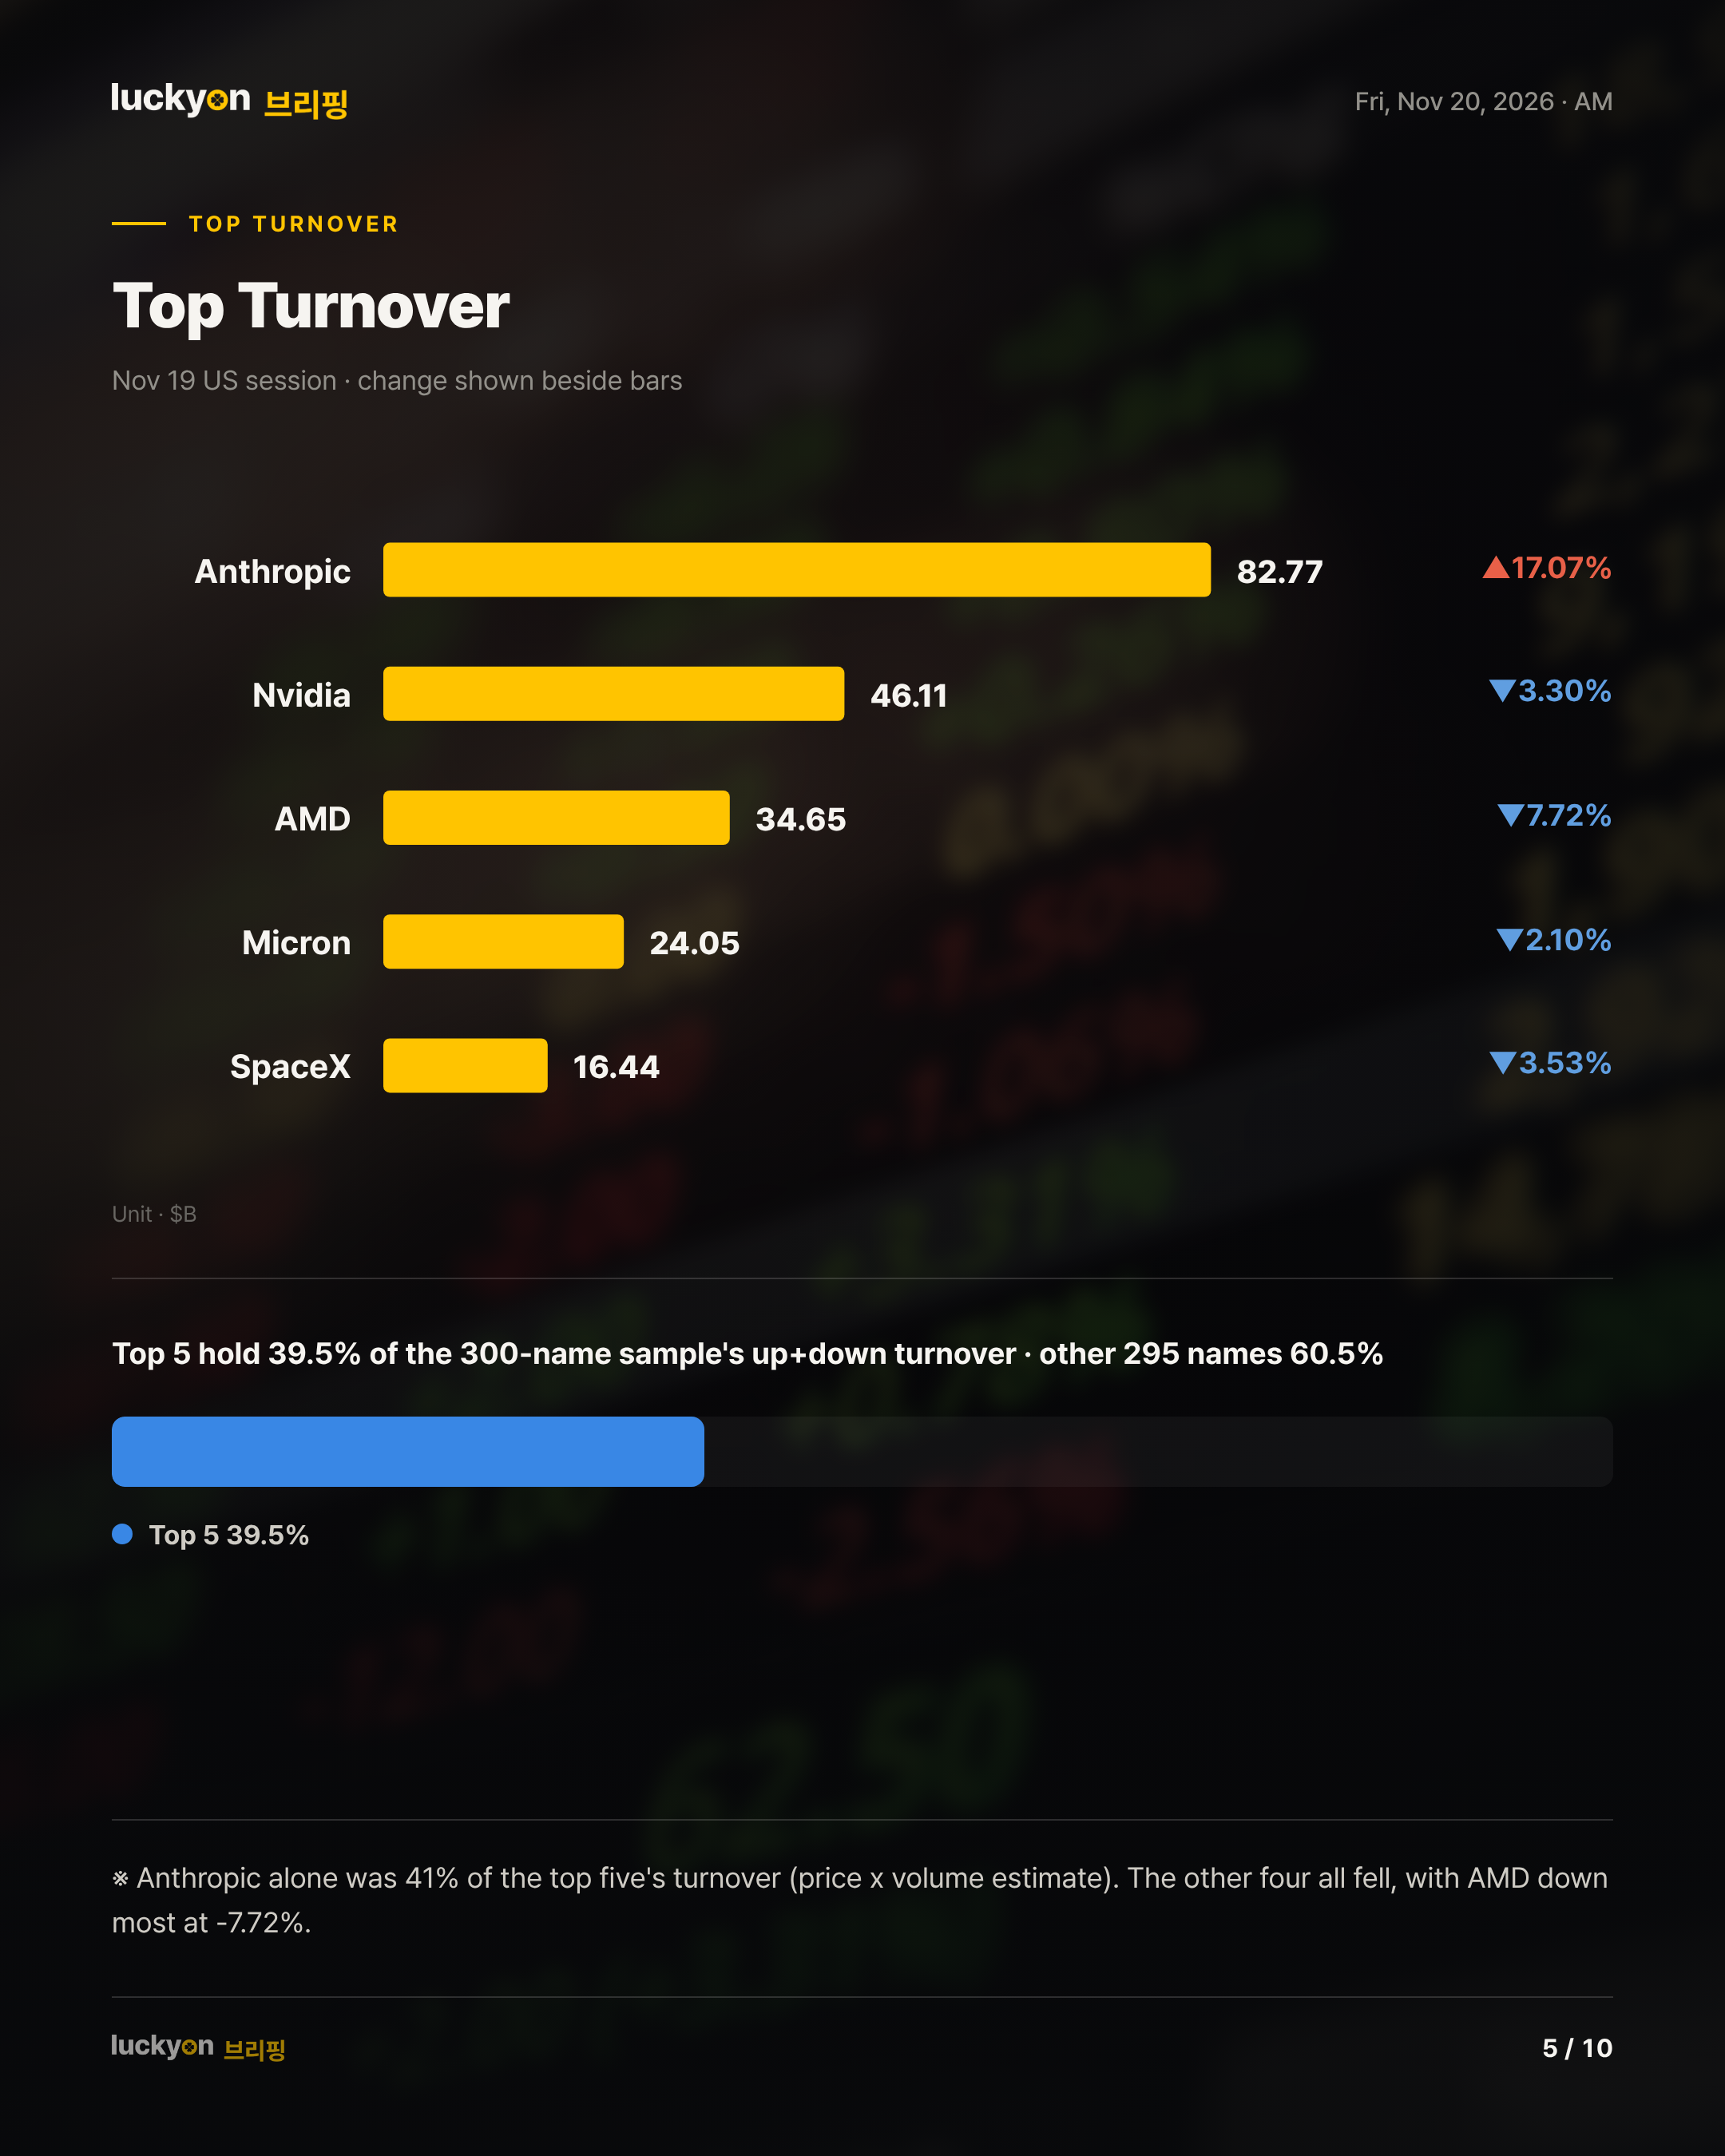 luckyon 브리핑
Fri, Nov 20, 2026 · AM
TOP TURNOVER
Top Turnover
Nov 19 US session · change shown beside bars
Anthropic 82.77 ▲17.07%
Nvidia 46.11 ▼3.30%
AMD 34.65 ▼7.72%
Micron 24.05 ▼2.10%
SpaceX 16.44 ▼3.53%
Unit · $B
Top 5 hold 39.5% of the 300-name sample's up+down turnover · other 295 names 60.5%
Top 5 39.5%
※ Anthropic alone was 41% of the top five's turnover (price x volume estimate). The other four all fell, with AMD down
most at -7.72%.
luckyon 브리핑
5 / 10